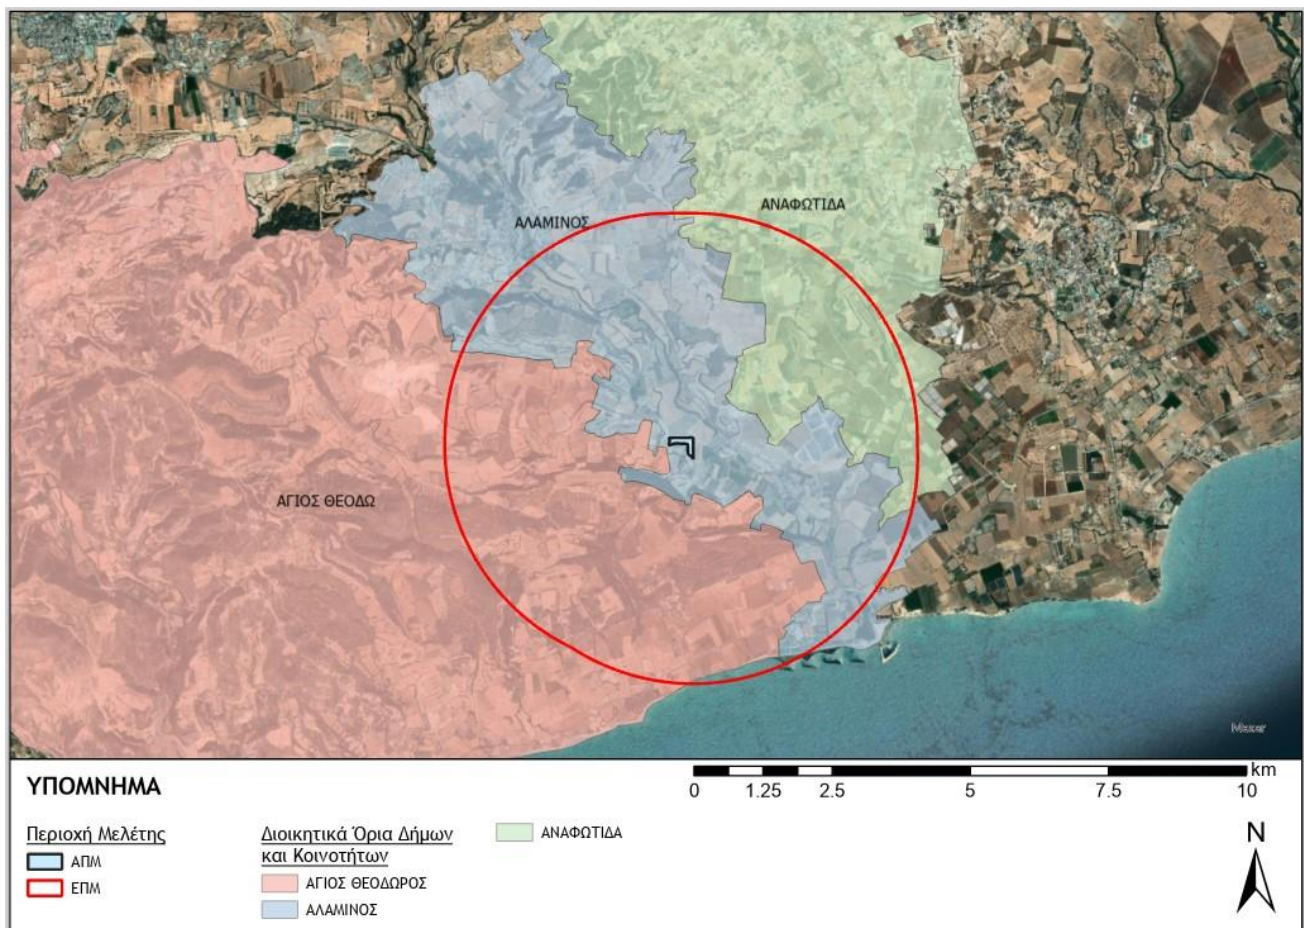 ΑΝΑΦΩΤΙΔΑ
ΑΛΑΜΙΝΟΣ
ΑΓΙΟΣ ΘΕΟΔΩ
Maxar
ΥΠΟΜΝΗΜΑ
0 1.25 2.5 5 7.5 10 km
Περιοχή Μελέτης
ΑΠΜ
ΕΠΜ
Διοικητικά Όρια Δήμων
και Κοινοτήτων
ΑΓΙΟΣ ΘΕΟΔΩΡΟΣ
ΑΛΑΜΙΝΟΣ
ΑΝΑΦΩΤΙΔΑ
N